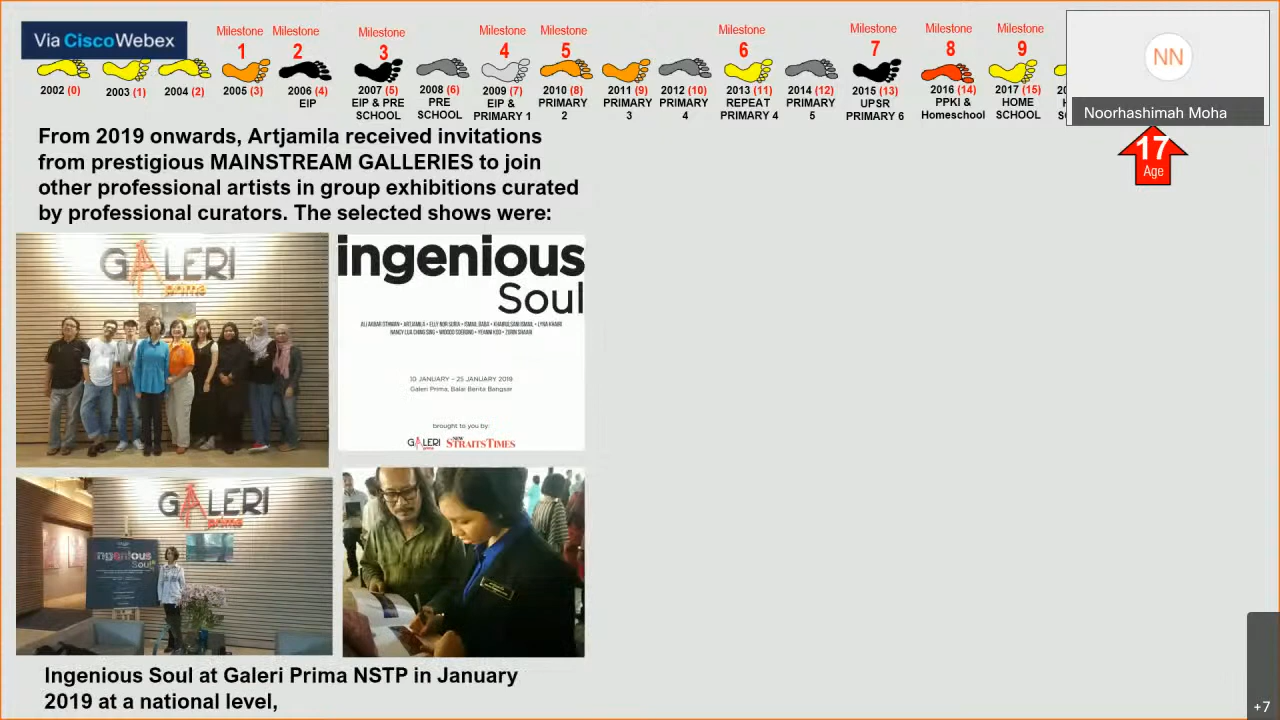 Via CiscoWebex
Milestone
1
Milestone
2
Milestone
3
Milestone
4
Milestone
5
Milestone
6
Milestone
7
Milestone
8
Milestone
9
2002 (0)
2003 (1)
2004 (2)
2005 (3)
2006 (4)
EIP
2007 (5)
EIP & PRE
SCHOOL
2008 (6)
PRE
SCHOOL
2009 (7)
EIP &
PRIMARY 1
2010 (8)
PRIMARY
2
2011 (9)
PRIMARY
3
2012 (10)
PRIMARY
4
2013 (11)
REPEAT
PRIMARY 4
2014 (12)
PRIMARY
5
2015 (13)
UPSR
PRIMARY 6
2016 (14)
PPKI &
Homeschool
2017 (15)
HOME
SCHOOL
NN
Noorhashimah Moha
17
Age
From 2019 onwards, Artjamila received invitations
from prestigious MAINSTREAM GALLERIES to join
other professional artists in group exhibitions curated
by professional curators. The selected shows were:
GALERI
prima
ingenious
Soul
10 JANUARY – 25 JANUARY 2019
Galeri Prima, Balai Berita Bangsar
brought to you by:
GALERI
prima
NEW STRAITS TIMES
GALERI
prima
ingenious
Soul
Ingenious Soul at Galeri Prima NSTP in January
2019 at a national level,
+7